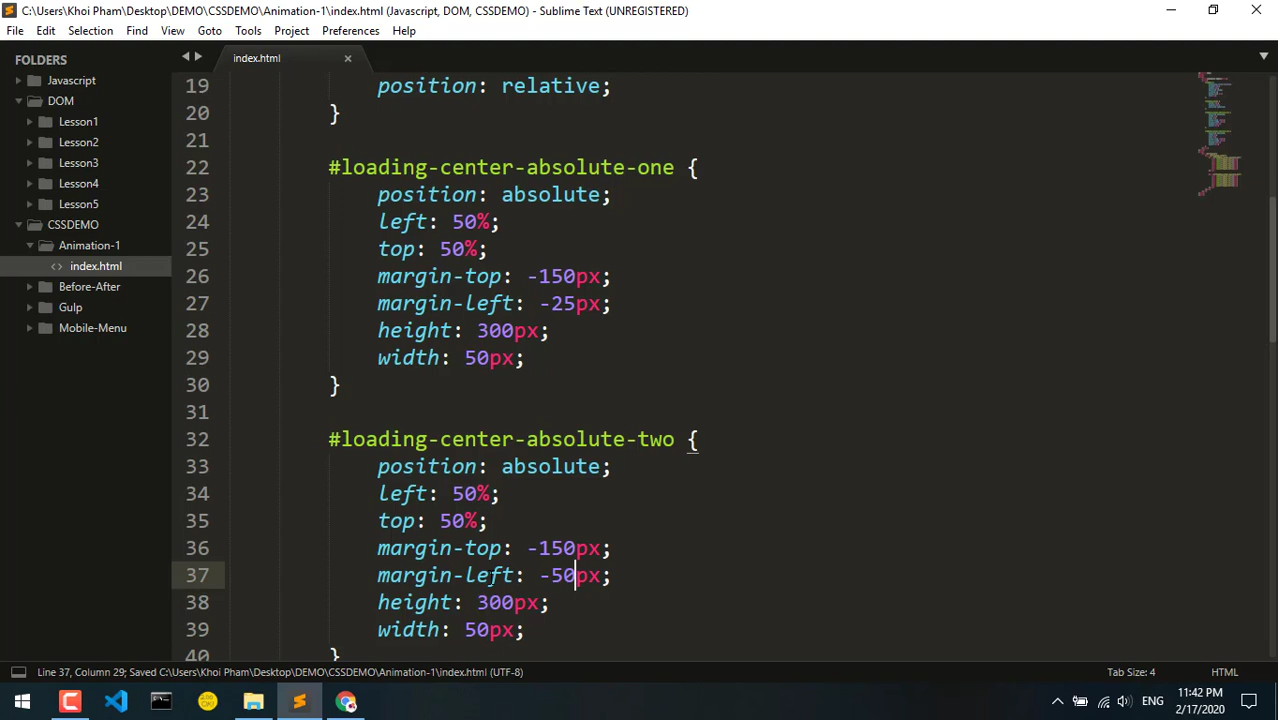 C:\Users\Khoi Pham\Desktop\DEMO\CSSDEMO\Animation-1\index.html (Javascript, DOM, CSSDEMO) - Sublime Text (UNREGISTERED)
File Edit Selection Find View Goto Tools Project Preferences Help
FOLDERS
Javascript
DOM
Lesson1
Lesson2
Lesson3
Lesson4
Lesson5
CSSDEMO
Animation-1
index.html
Before-After
Gulp
Mobile-Menu
index.html
19 position: relative;
20 }
21
22 #loading-center-absolute-one {
23 position: absolute;
24 left: 50%;
25 top: 50%;
26 margin-top: -150px;
27 margin-left: -25px;
28 height: 300px;
29 width: 50px;
30 }
31
32 #loading-center-absolute-two {
33 position: absolute;
34 left: 50%;
35 top: 50%;
36 margin-top: -150px;
37 margin-left: -50px;
38 height: 300px;
39 width: 50px;
40 }
Line 37, Column 29; Saved C:\Users\Khoi Pham\Desktop\DEMO\CSSDEMO\Animation-1\index.html (UTF-8) Tab Size: 4 HTML
ENG
11:42 PM
2/17/2020